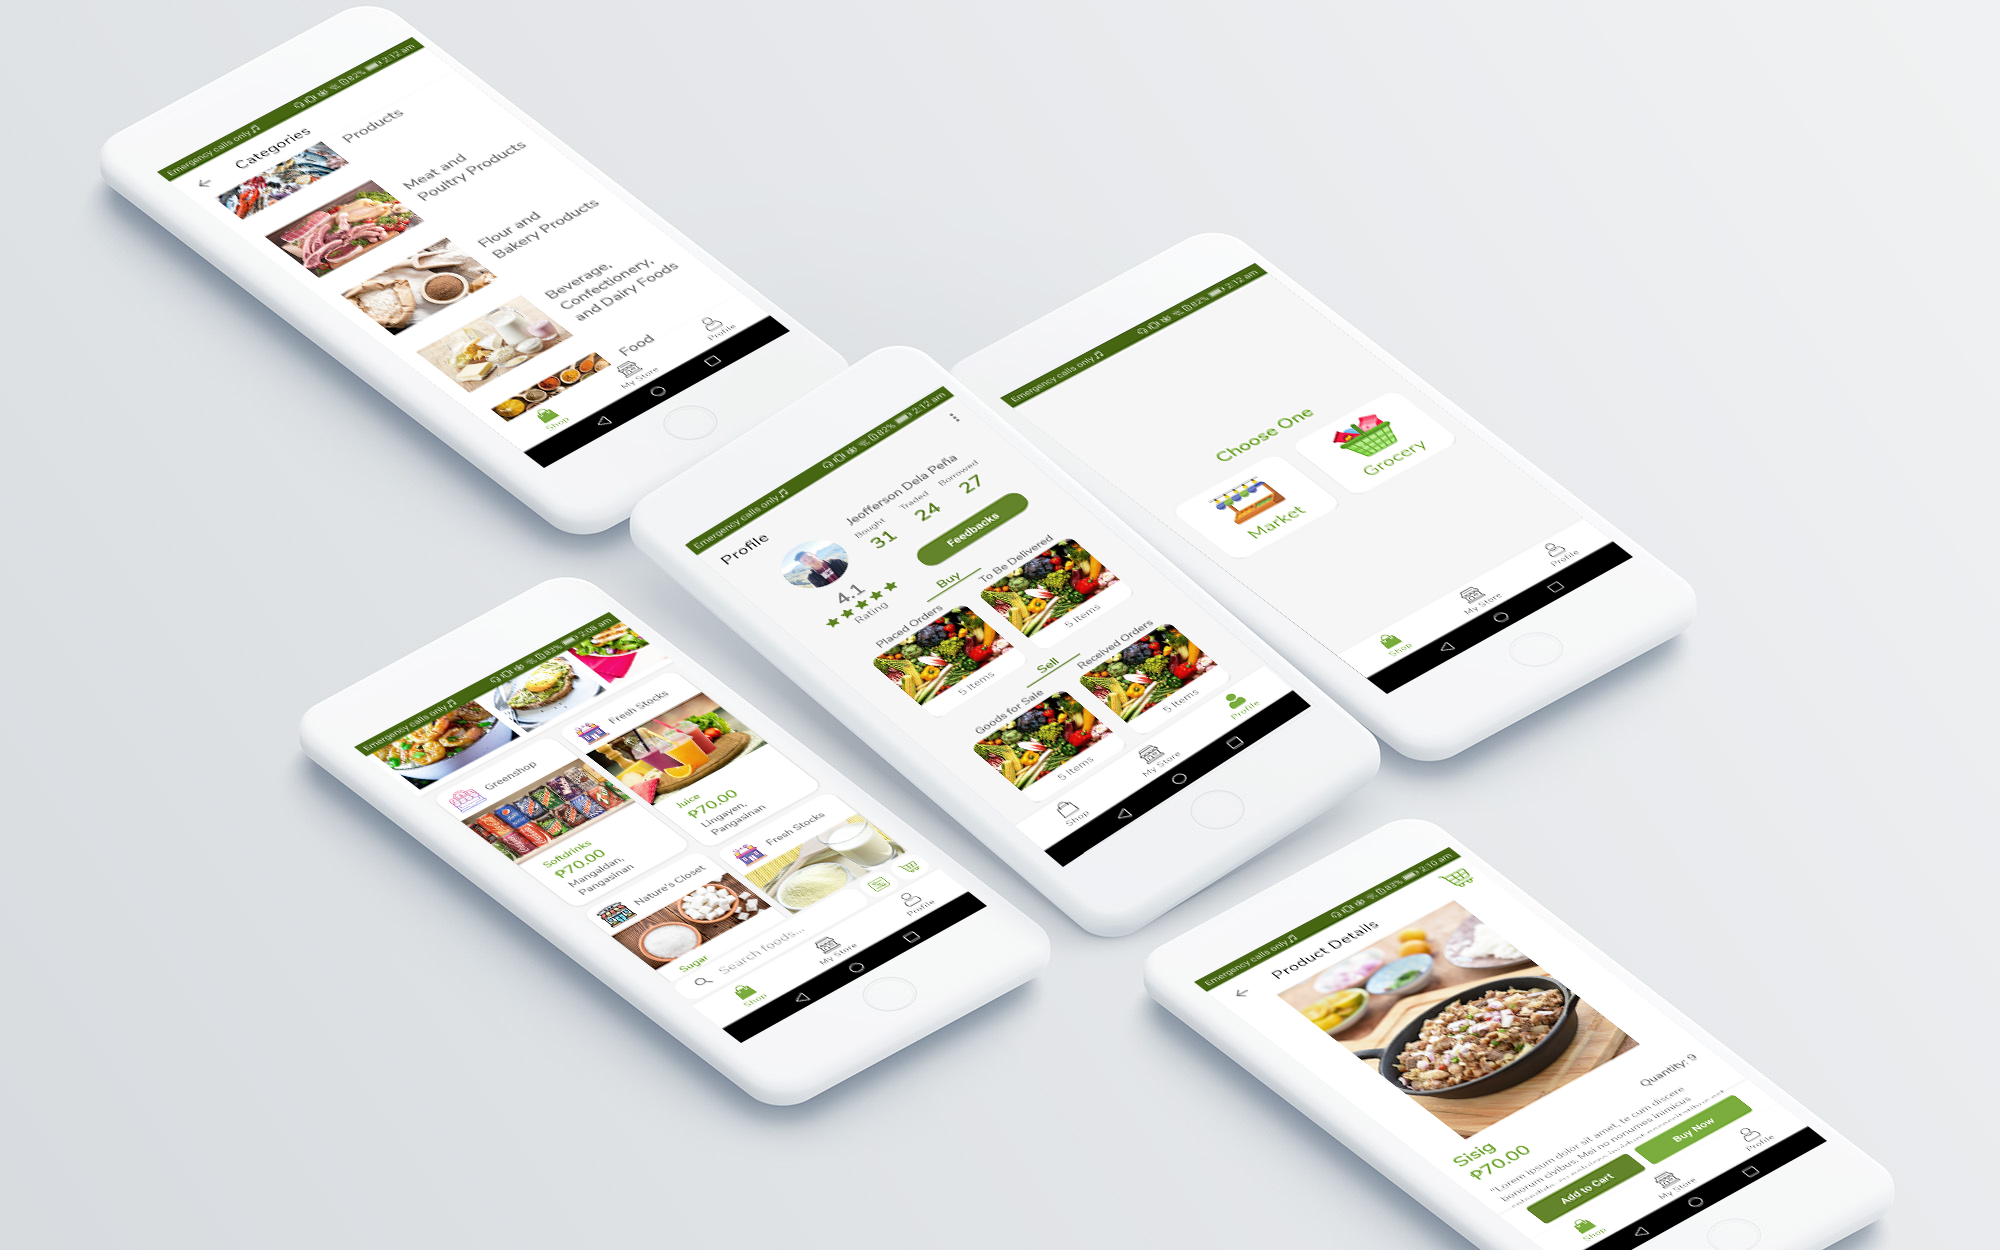 Emergency calls only
82%
2:12 am
Categories
Products
Meat and
Poultry Products
Flour and
Bakery Products
Beverage,
Confectionery,
and Dairy Foods
Food
Shop
My Store
Profile
Emergency calls only
82%
2:12 am
Choose One
Market
Grocery
Shop
My Store
Profile
Emergency calls only
82%
2:12 am
Profile
Jeofferson Dela Peña
Bought
Traded
Borrowed
31
24
27
Feedbacks
4.1
Rating
Buy
Placed Orders
To Be Delivered
5 Items
5 Items
Sell
Goods for Sale
Received Orders
5 Items
5 Items
Shop
My Store
Profile
Emergency calls only
83%
2:08 am
Greenshop
Fresh Stocks
Softdrinks
₱70.00
Mangaldan,
Pangasinan
Juice
₱70.00
Lingayen,
Pangasinan
Nature's Closet
Fresh Stocks
Sugar
Search foods...
Shop
My Store
Profile
Emergency calls only
83%
2:10 am
Product Details
Quantity: 9
Sisig
₱70.00
"Lorem ipsum dolor sit amet, te cum discere
bonorum civibus. Mei no nonumes inimicus
Add to Cart
Buy Now
Shop
My Store
Profile